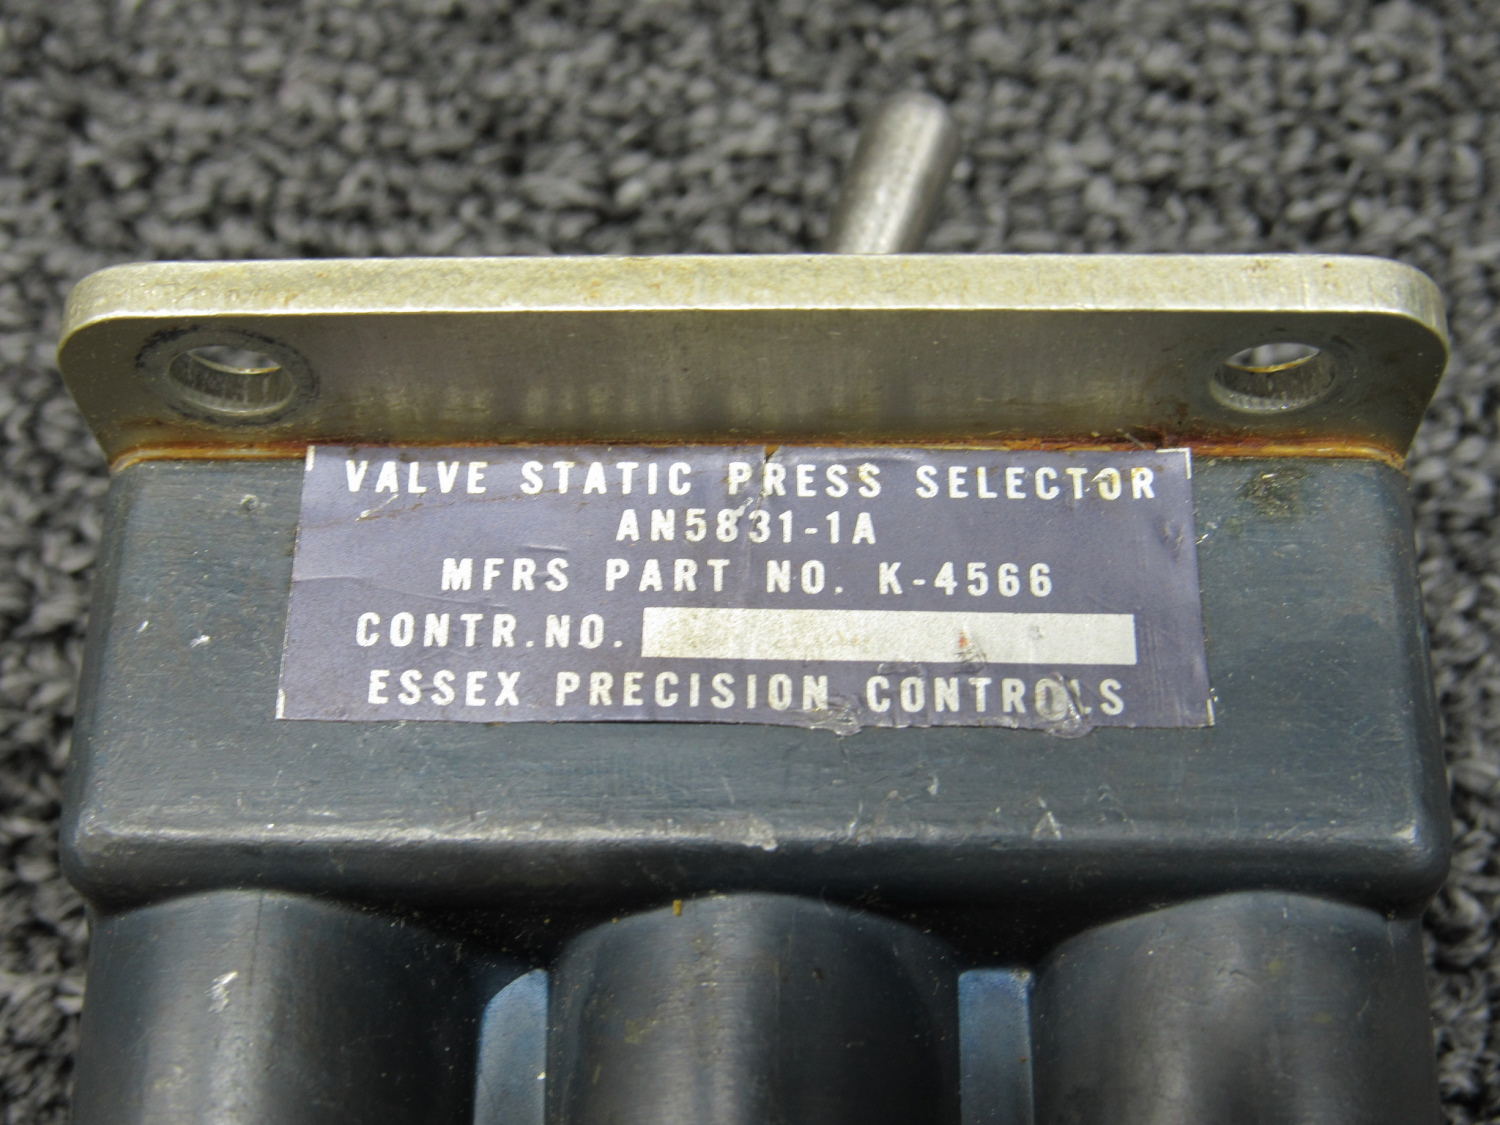 VALVE STATIC PRESS SELECTOR
AN5831-1A
MFRS PART NO. K-4566
CONTR.NO.
ESSEX PRECISION CONTROLS